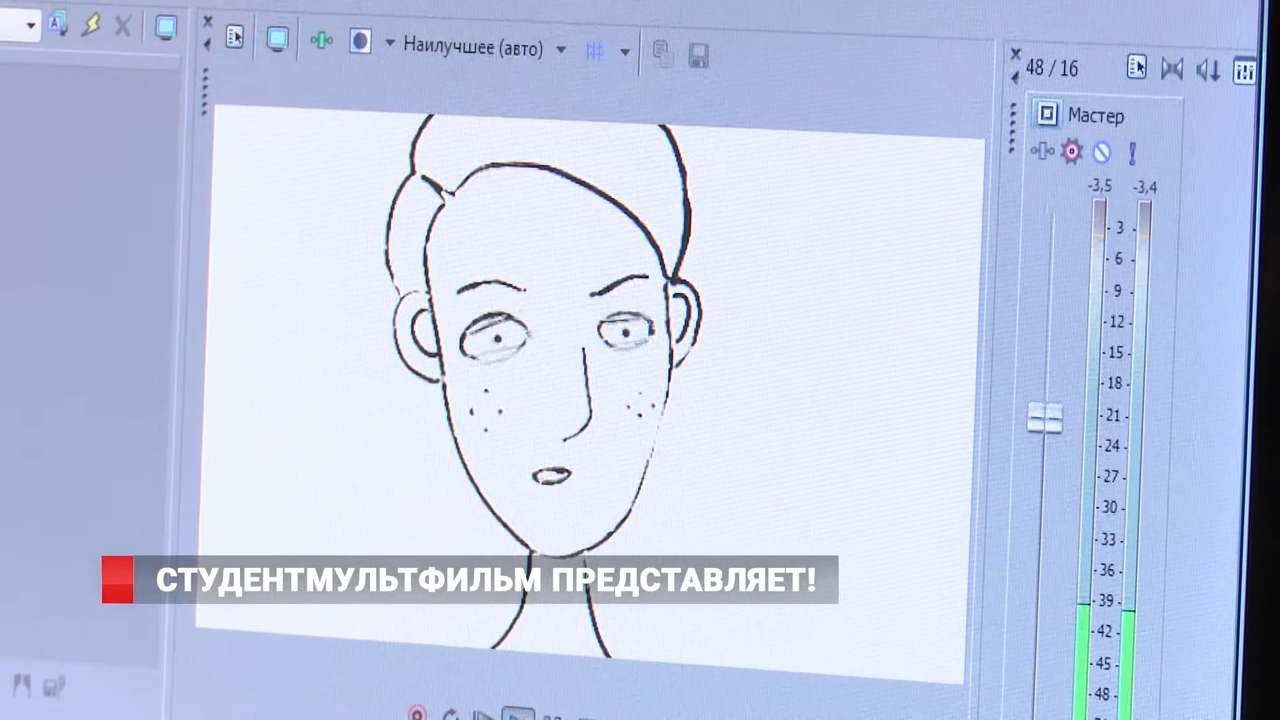 Наилучшее (авто)
48 / 16
Мастер
-3,5 -3,4
- 3 -
- 6 -
- 9 -
-12 -
-15 -
-18 -
-21 -
-24 -
-27 -
-30 -
-33 -
-36 -
-39 -
-42 -
-45 -
-48 -
СТУДЕНТМУЛЬТФИЛЬМ ПРЕДСТАВЛЯЕТ!